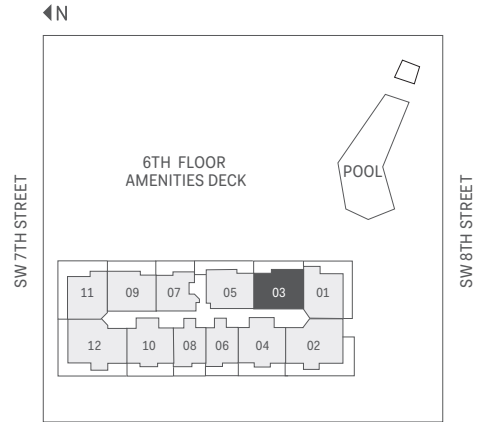 N
6TH FLOOR
AMENITIES DECK
POOL
SW 7TH STREET
SW 8TH STREET
11
09
07
05
03
01
12
10
08
06
04
02